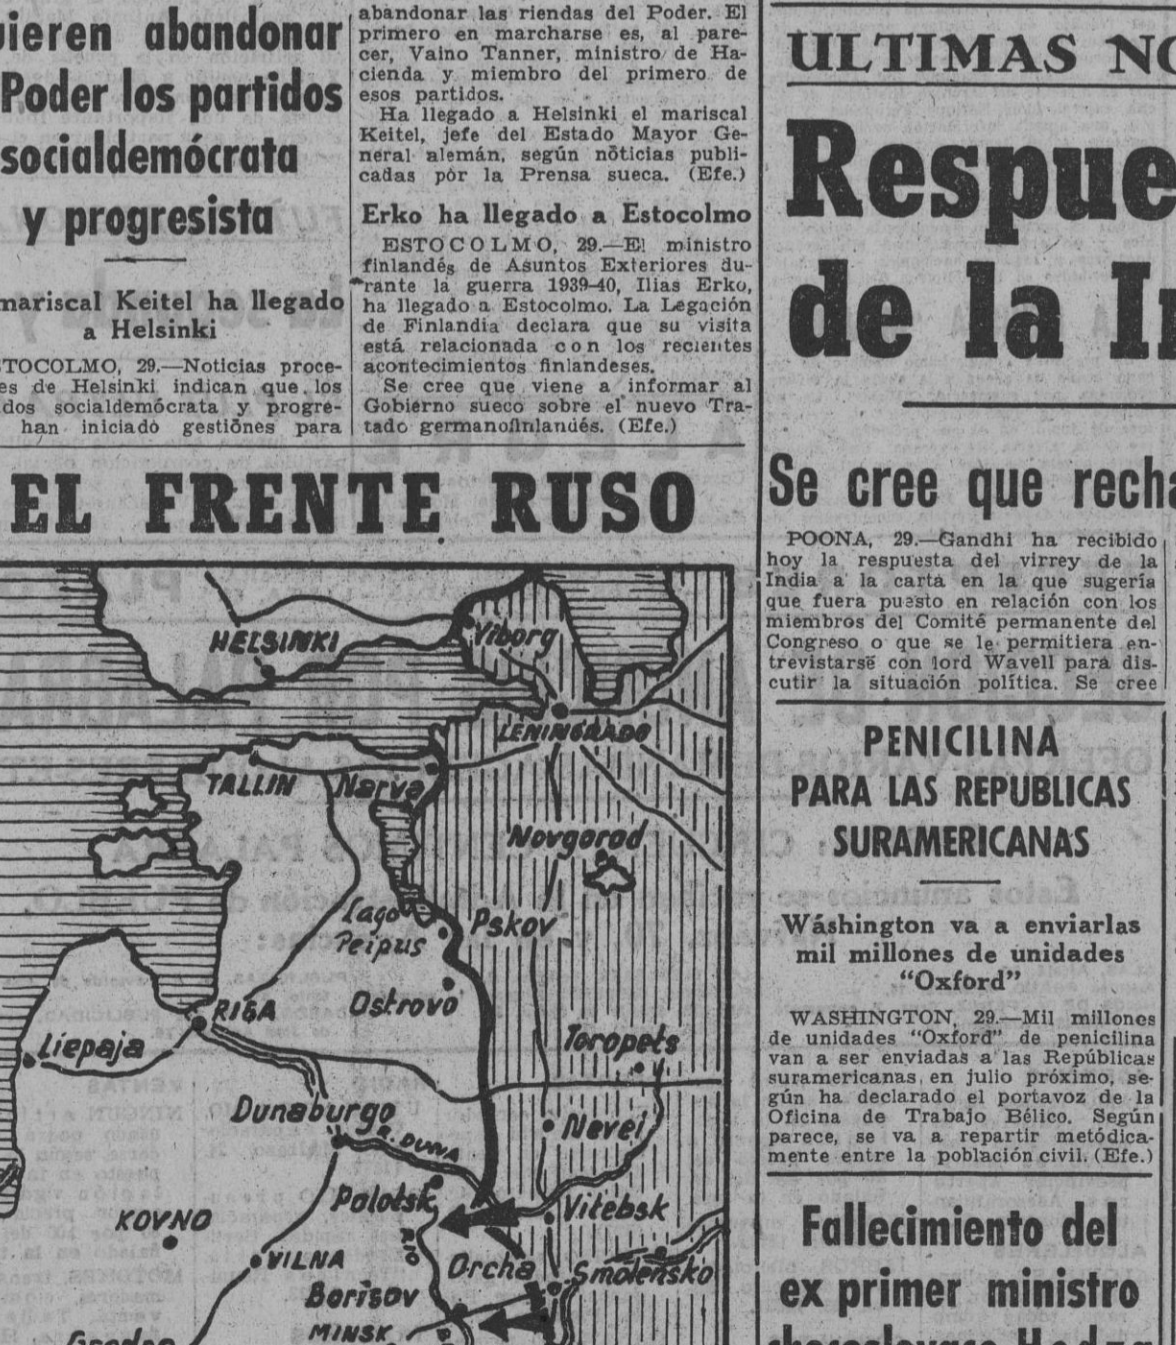 uieren abandonar
Poder los partidos
socialdemócrata
y progresista
mariscal Keitel ha llegado
a Helsinki
STOCOLMO, 29.—Noticias proce-
es de Helsinki indican que los
dos socialdemócrata y progre-
han iniciado gestiones para
abandonar las riendas del Poder. El
primero en marcharse es, al pare-
cer, Vaino Tanner, ministro de Ha-
cienda y miembro del primero de
esos partidos.
Ha llegado a Helsinki el mariscal
Keitel, jefe del Estado Mayor Ge-
neral alemán, según noticias publi-
cadas por la Prensa sueca. (Efe.)
Erko ha llegado a Estocolmo
ESTOCOLMO, 29.—El ministro
finlandés de Asuntos Exteriores du-
rante la guerra 1939-40, Ilias Erko,
ha llegado a Estocolmo. La Legación
de Finlandia declara que su visita
está relacionada con los recientes
acontecimientos finlandeses.
Se cree que viene a informar al
Gobierno sueco sobre el nuevo Tra-
tado germanofinlandés. (Efe.)
EL FRENTE RUSO
HELSINKI
Viborg
LENINGRADO
TALLIN
Narva
Novgorod
lago
Peipus
Pskov
Ostrovo
RIGA
Liepaja
Toropets
Dunaburgo
R. DUNA
Nevel
Polotsk
Vitebsk
KOVNO
RIO
VILNA
Orcha
Smolensko
Borisov
MINSK
Grodno
ULTIMAS NO
Respue
de la In
Se cree que recha
POONA, 29.—Gandhi ha recibido
hoy la respuesta del virrey de la
India a la carta en la que sugería
que fuera puesto en relación con los
miembros del Comité permanente del
Congreso o que se le permitiera en-
trevistarse con lord Wavell para dis-
cutir la situación política. Se cree
PENICILINA
PARA LAS REPUBLICAS
SURAMERICANAS
Wáshington va a enviarlas
mil millones de unidades
"Oxford"
WASHINGTON, 29.—Mil millones
de unidades "Oxford" de penicilina
van a ser enviadas a las Repúblicas
suramericanas en julio próximo, se-
gún ha declarado el portavoz de la
Oficina de Trabajo Bélico. Según
parece, se va a repartir metódica-
mente entre la población civil. (Efe.)
Fallecimiento del
ex primer ministro
checoslovaco Hodza